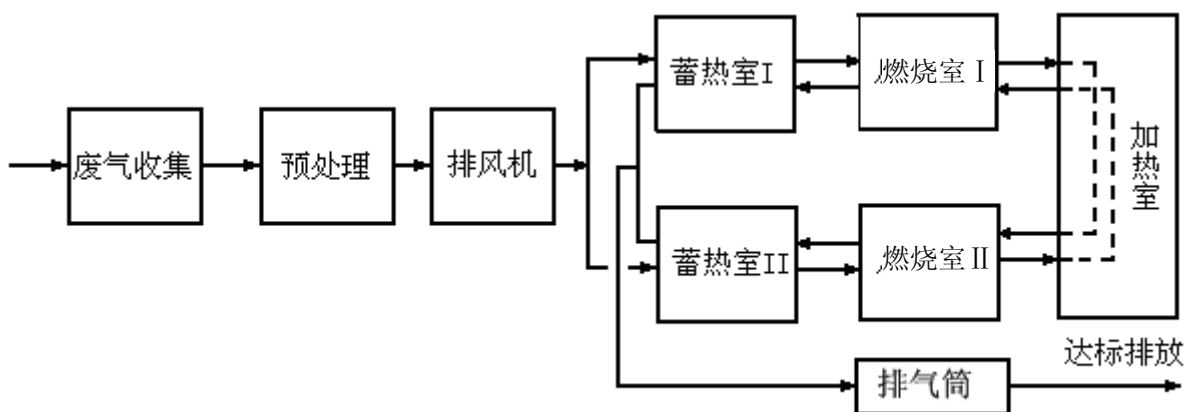 废气收集
预处理
排风机
蓄热室I
燃烧室Ⅰ
加热室
蓄热室II
燃烧室Ⅱ
排气筒
达标排放